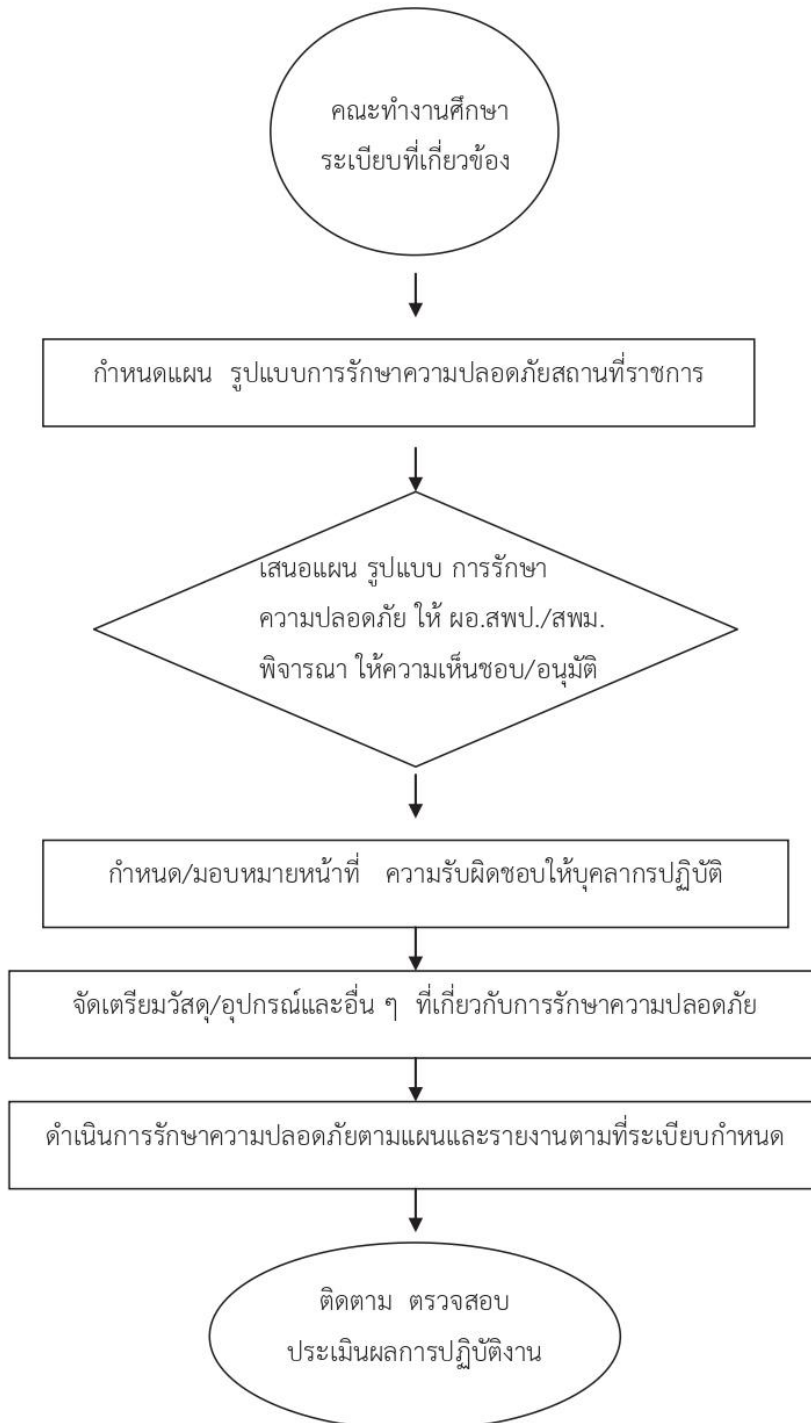 คณะทำงานศึกษา
ระเบียบที่เกี่ยวข้อง
กำหนดแผน รูปแบบการรักษาความปลอดภัยสถานที่ราชการ
เสนอแผน รูปแบบ การรักษา
ความปลอดภัย ให้ ผอ.สพป./สพม.
พิจารณา ให้ความเห็นชอบ/อนุมัติ
กำหนด/มอบหมายหน้าที่ ความรับผิดชอบให้บุคลากรปฏิบัติ
จัดเตรียมวัสดุ/อุปกรณ์และอื่น ๆ ที่เกี่ยวกับการรักษาความปลอดภัย
ดำเนินการรักษาความปลอดภัยตามแผนและรายงานตามที่ระเบียบกำหนด
ติดตาม ตรวจสอบ
ประเมินผลการปฏิบัติงาน